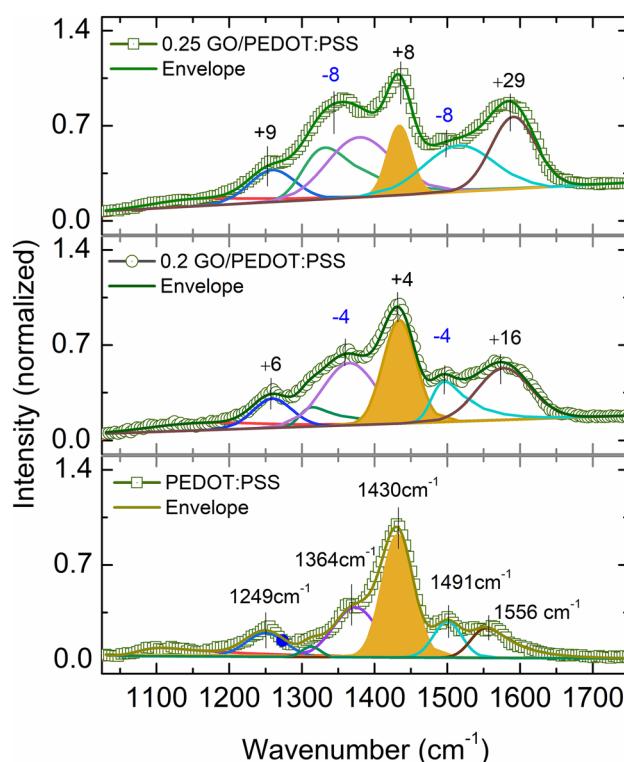 1.4
0.25 GO/PEDOT:PSS
Envelope
+8
-8
+29
-8
+9
0.7
0.0
1.4
0.2 GO/PEDOT:PSS
Envelope
+4
-4
-4
+16
+6
0.7
0.0
1.4
PEDOT:PSS
Envelope
1430cm⁻¹
1364cm⁻¹
1491cm⁻¹
1249cm⁻¹
1556 cm⁻¹
0.7
0.0
Intensity (normalized)
1100 1200 1300 1400 1500 1600 1700
Wavenumber (cm⁻¹)